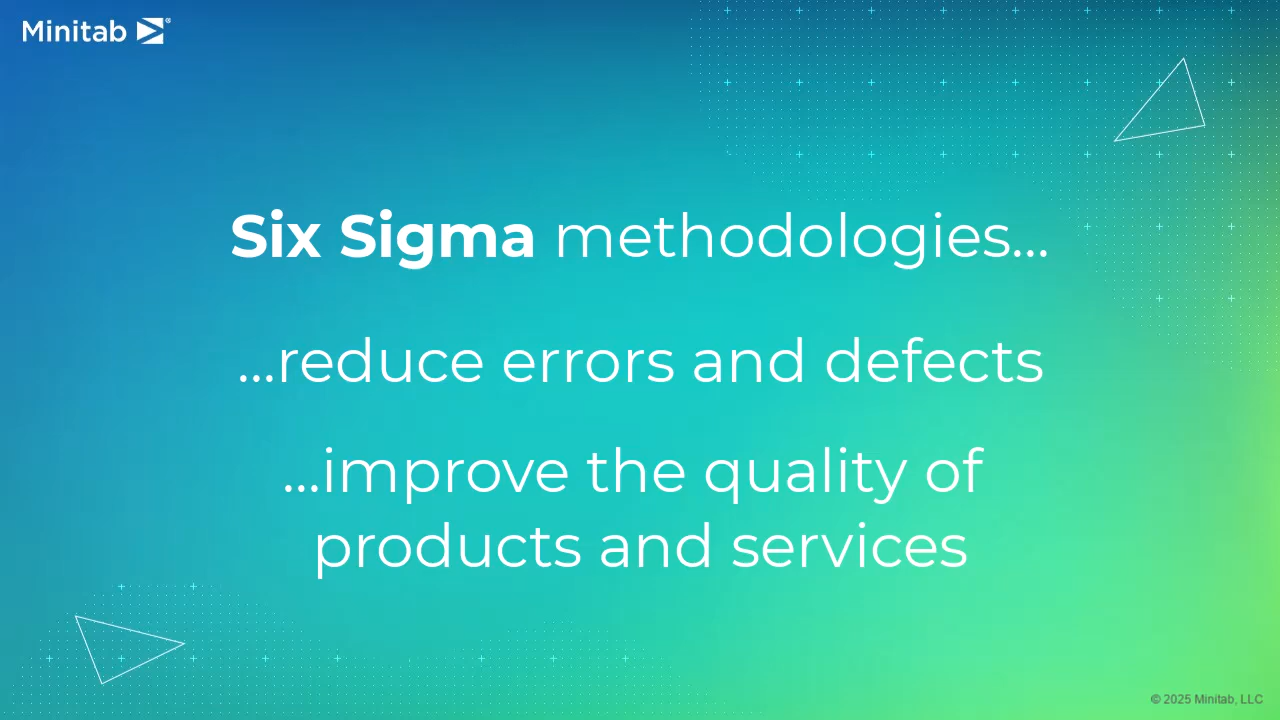 Minitab®
Six Sigma methodologies...
...reduce errors and defects
...improve the quality of
products and services
© 2025 Minitab, LLC